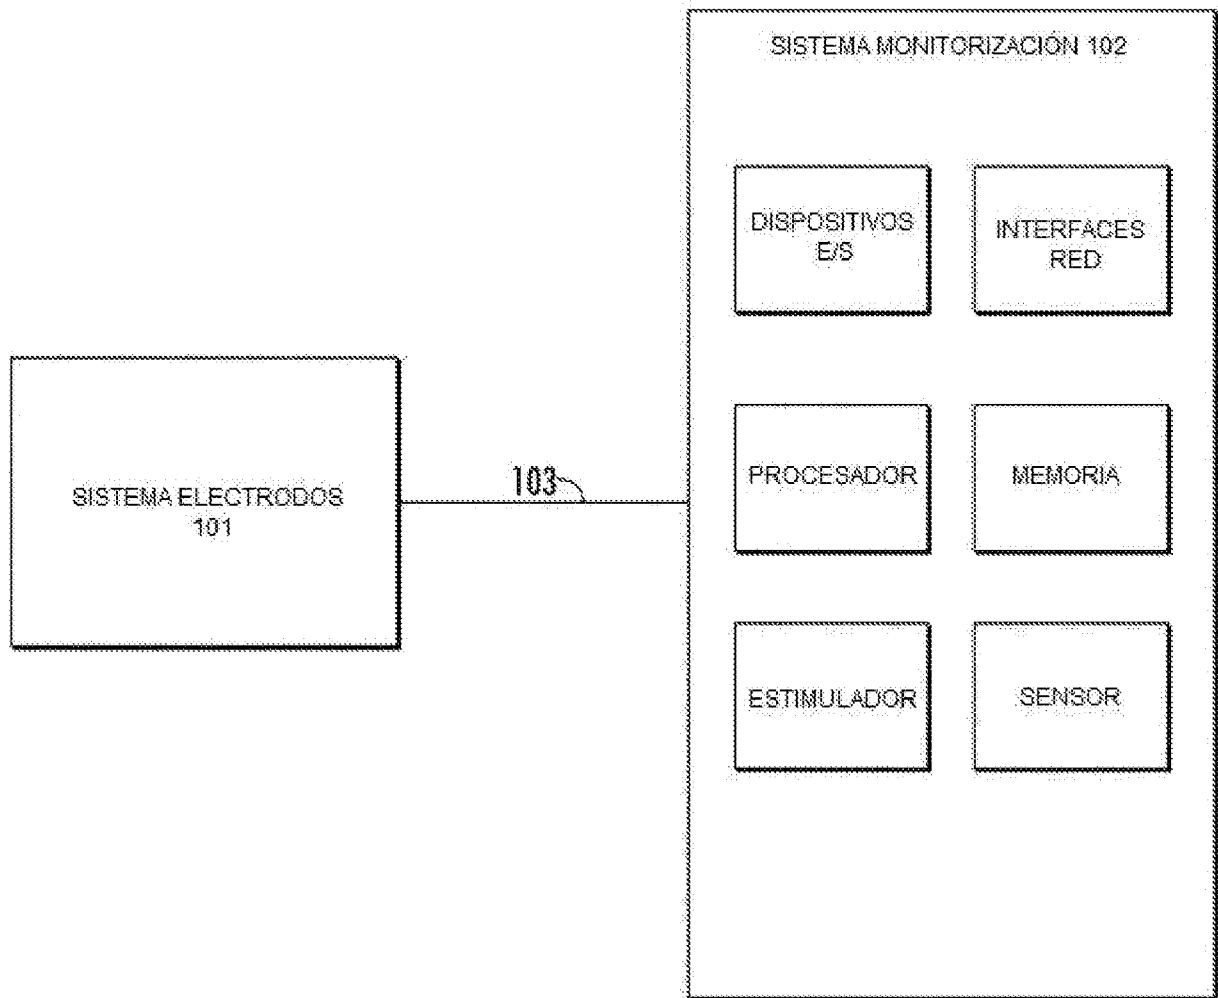 SISTEMA MONITORIZACIÓN 102
DISPOSITIVOS
E/S
INTERFACES
RED
PROCESADOR
MEMORIA
ESTIMULADOR
SENSOR
SISTEMA ELECTRODOS
101
103